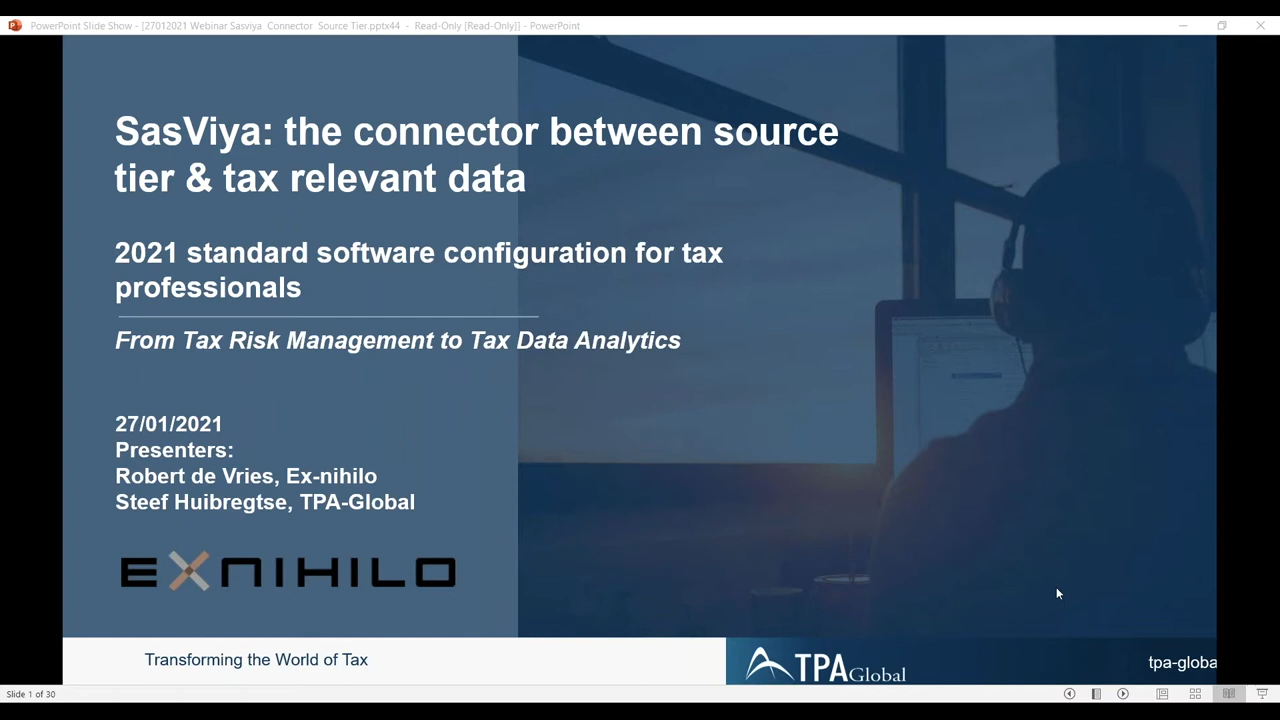 PowerPoint Slide Show - [27012021 Webinar Sasviya Connector Source Tier.pptx44 - Read-Only [Read-Only]] - PowerPoint
SasViya: the connector between source
tier & tax relevant data
2021 standard software configuration for tax
professionals
From Tax Risk Management to Tax Data Analytics
27/01/2021
Presenters:
Robert de Vries, Ex-nihilo
Steef Huibregtse, TPA-Global
EXNIHILO
Transforming the World of Tax
TPAGlobal
tpa-globa
Slide 1 of 30